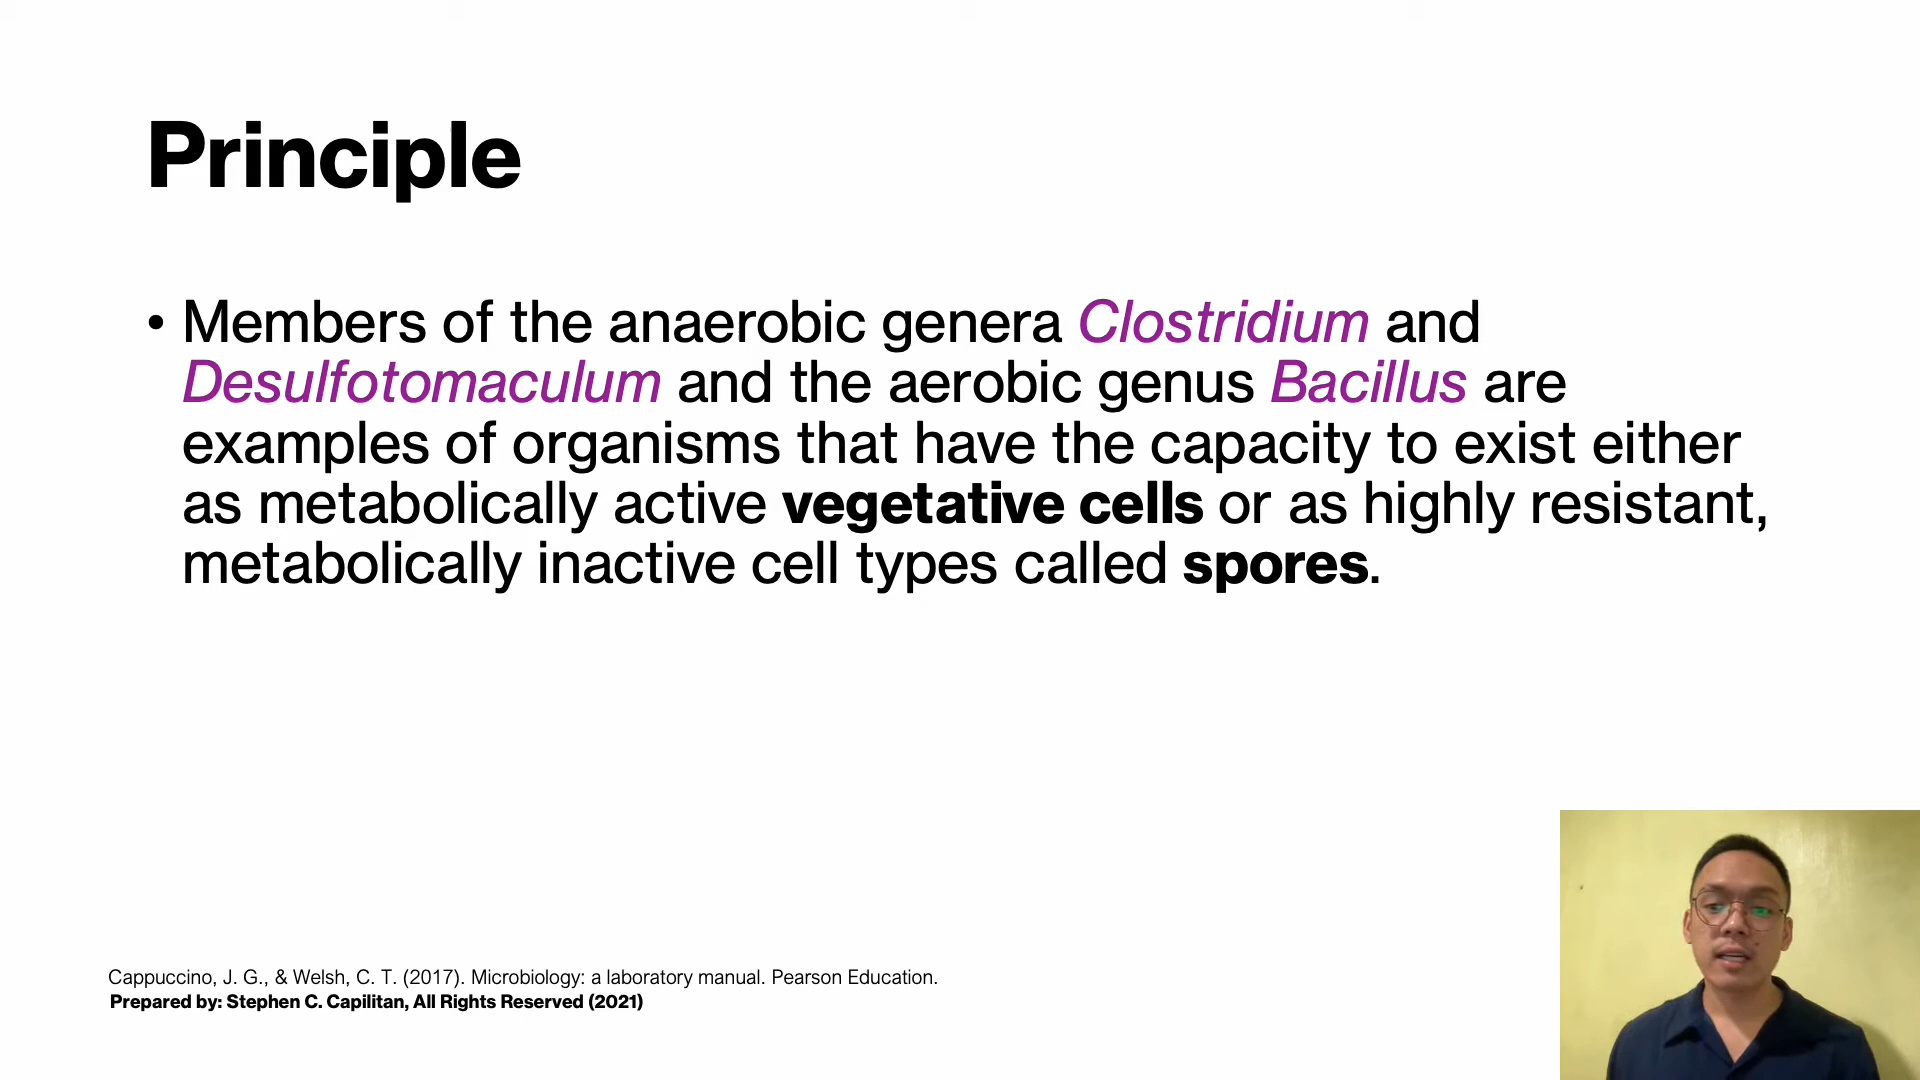 Principle
• Members of the anaerobic genera Clostridium and
Desulfotomaculum and the aerobic genus Bacillus are
examples of organisms that have the capacity to exist either
as metabolically active vegetative cells or as highly resistant,
metabolically inactive cell types called spores.
Cappuccino, J. G., & Welsh, C. T. (2017). Microbiology: a laboratory manual. Pearson Education.
Prepared by: Stephen C. Capilitan, All Rights Reserved (2021)